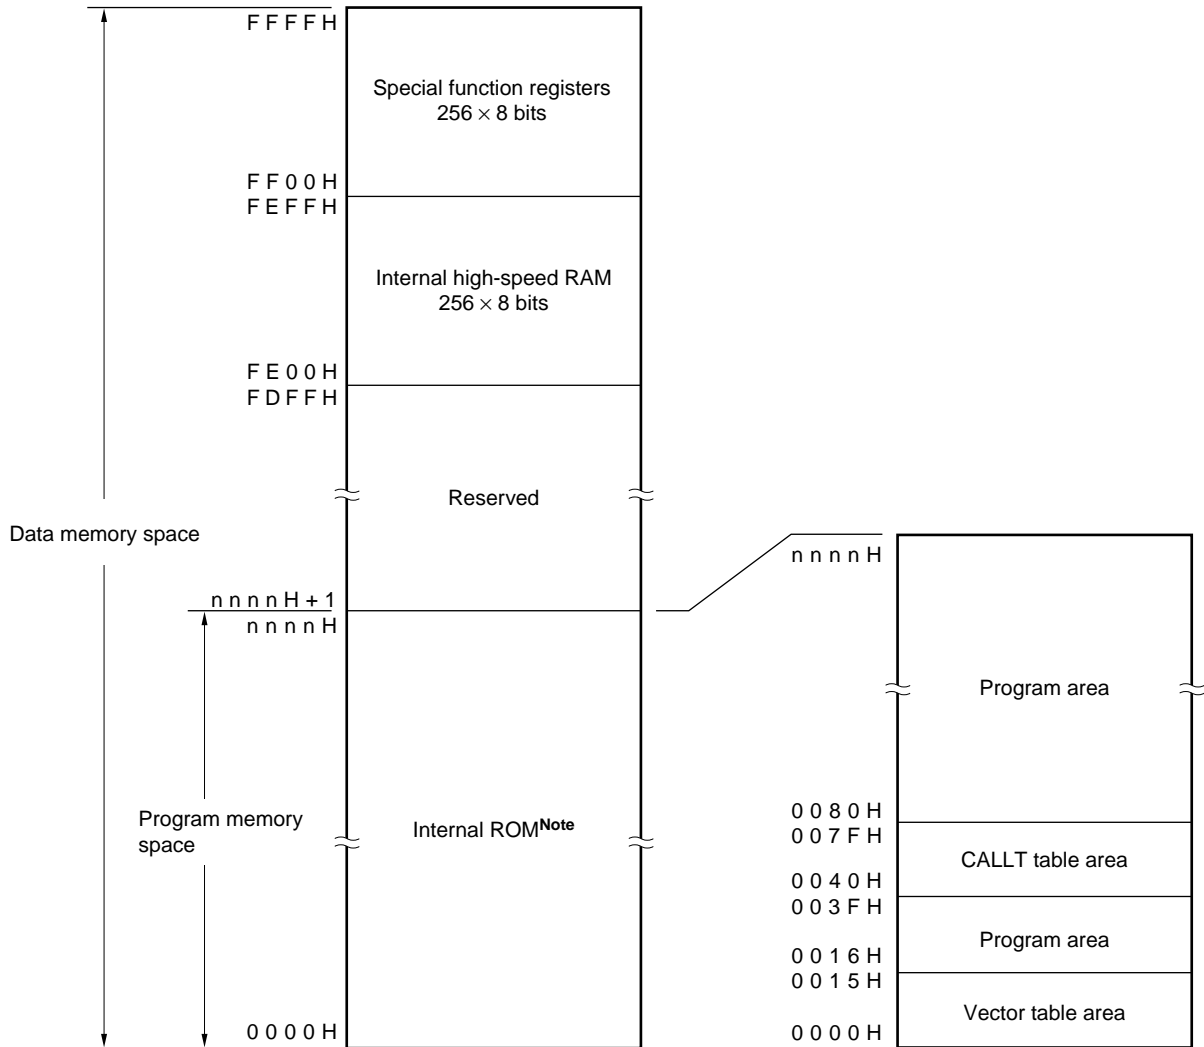 FFFFH
Special function registers
256 × 8 bits
FF00H
FEFFH
Internal high-speed RAM
256 × 8 bits
FE00H
FDFFH
Reserved
Data memory space
nnnnH + 1
nnnnH
Program memory
space
Internal ROMNote
0000H
nnnnH
Program area
0080H
007FH
CALLT table area
0040H
003FH
Program area
0016H
0015H
Vector table area
0000H